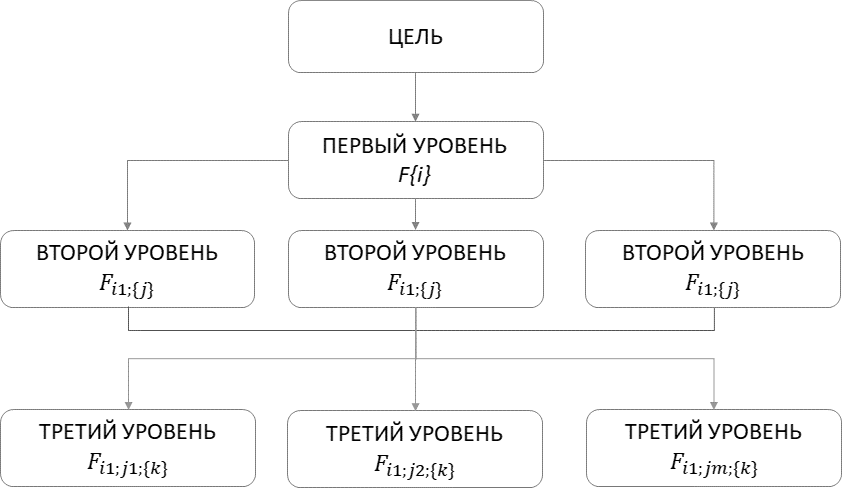 ЦЕЛЬ
ПЕРВЫЙ УРОВЕНЬ
F{i}
ВТОРОЙ УРОВЕНЬ
F_{i1;{j}}
ВТОРОЙ УРОВЕНЬ
F_{i1;{j}}
ВТОРОЙ УРОВЕНЬ
F_{i1;{j}}
ТРЕТИЙ УРОВЕНЬ
F_{i1;j1;{k}}
ТРЕТИЙ УРОВЕНЬ
F_{i1;j2;{k}}
ТРЕТИЙ УРОВЕНЬ
F_{i1;jm;{k}}